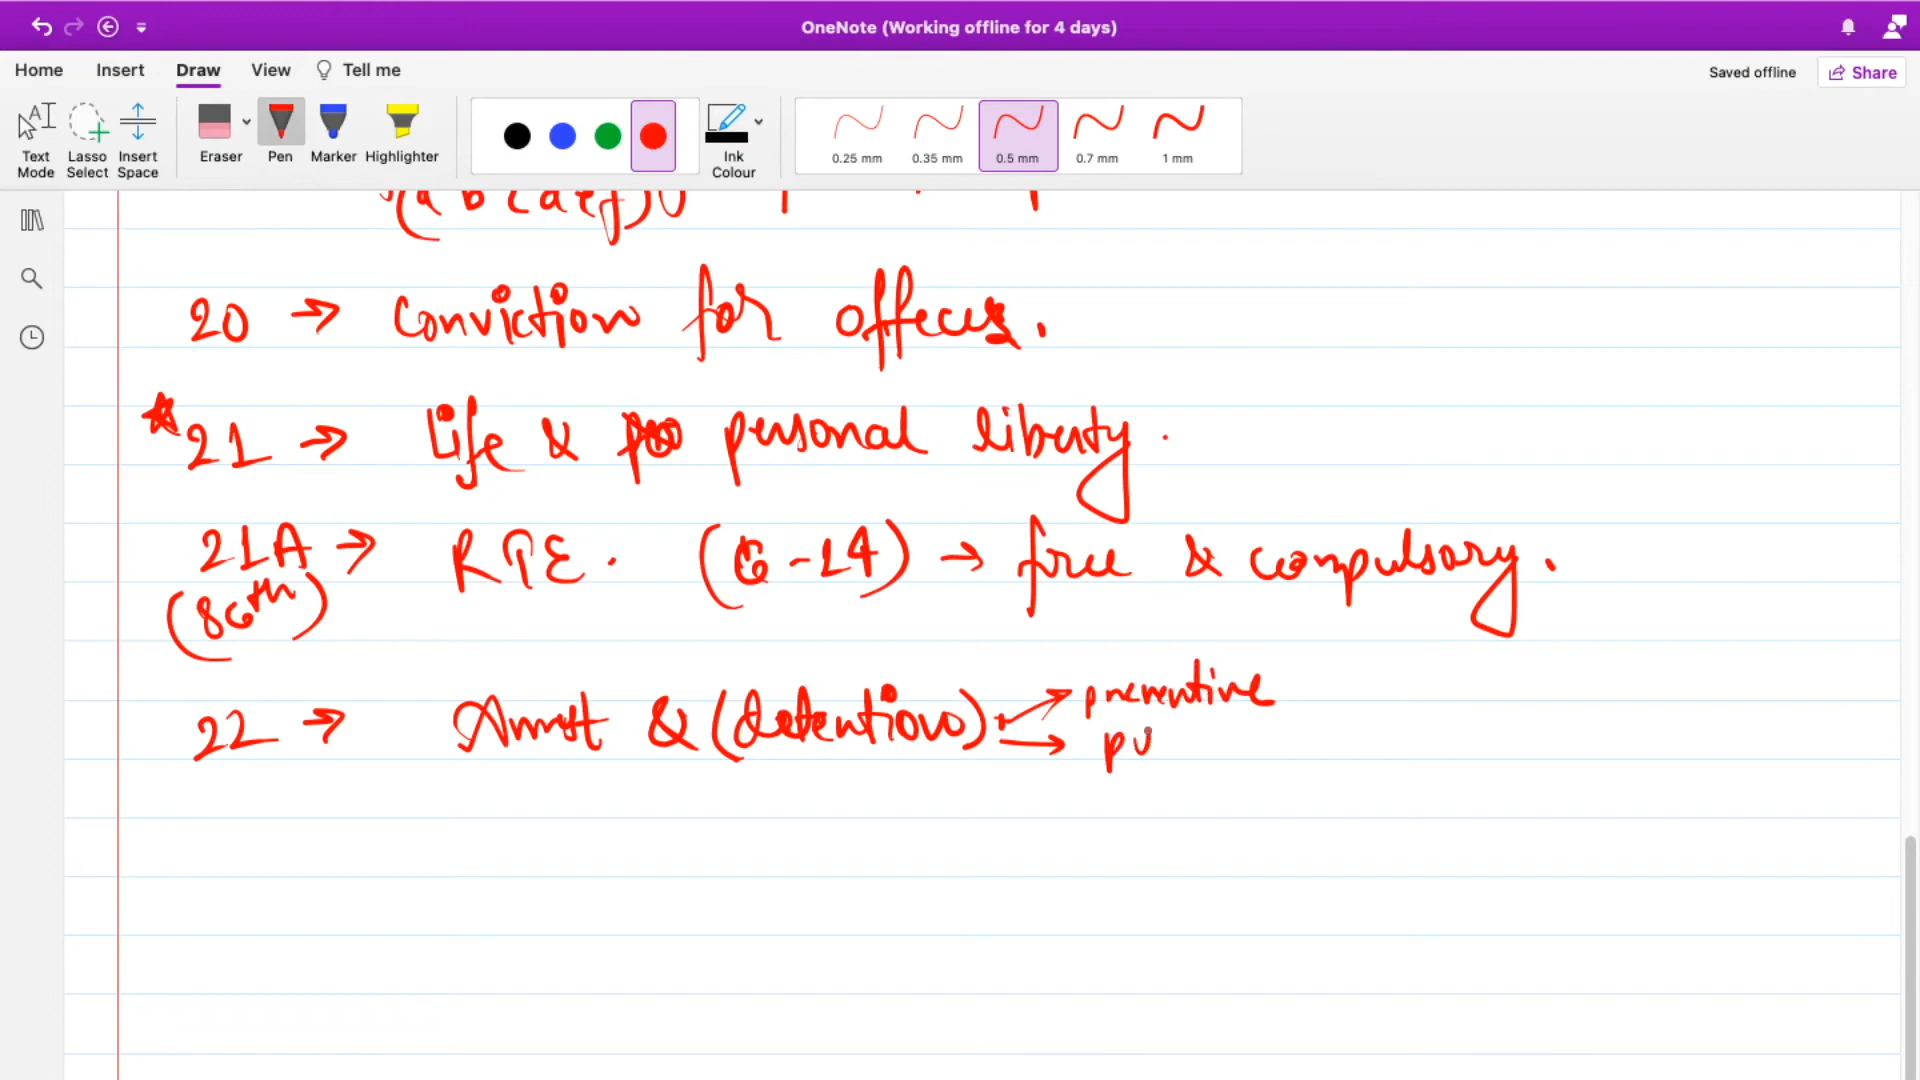 OneNote (Working offline for 4 days)
Home Insert Draw View Tell me Saved offline Share
Text Mode Lasso Select Insert Space Eraser Pen Marker Highlighter Ink Colour 0.25 mm 0.35 mm 0.5 mm 0.7 mm 1 mm
(a b c d e f)
20 → Conviction for offeces.
21 → Life & personal liberty.
21A → RTE. (6-14) → free & compulsory.
(86th)
22 → Arrest & (detention) → preventive
→ pu